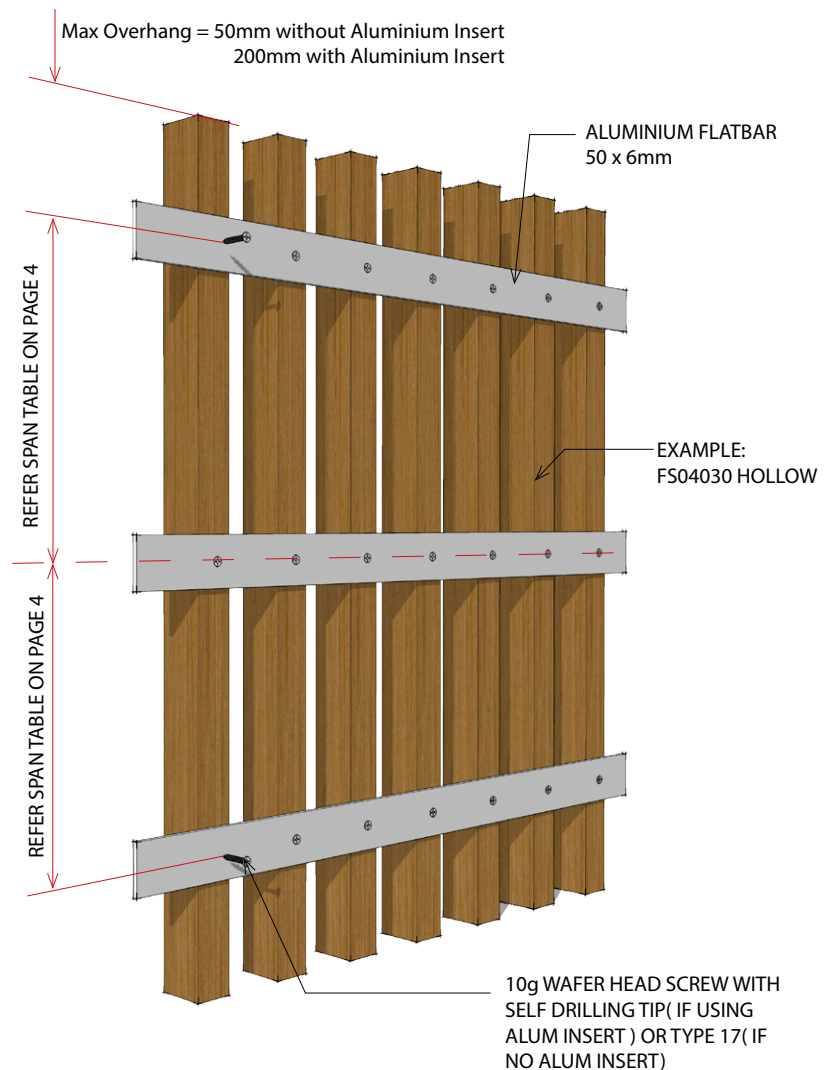 Max Overhang = 50mm without Aluminium Insert
200mm with Aluminium Insert
ALUMINIUM FLATBAR
50 x 6mm
REFER SPAN TABLE ON PAGE 4
EXAMPLE:
FS04030 HOLLOW
REFER SPAN TABLE ON PAGE 4
10g WAFER HEAD SCREW WITH
SELF DRILLING TIP( IF USING
ALUM INSERT ) OR TYPE 17( IF
NO ALUM INSERT)